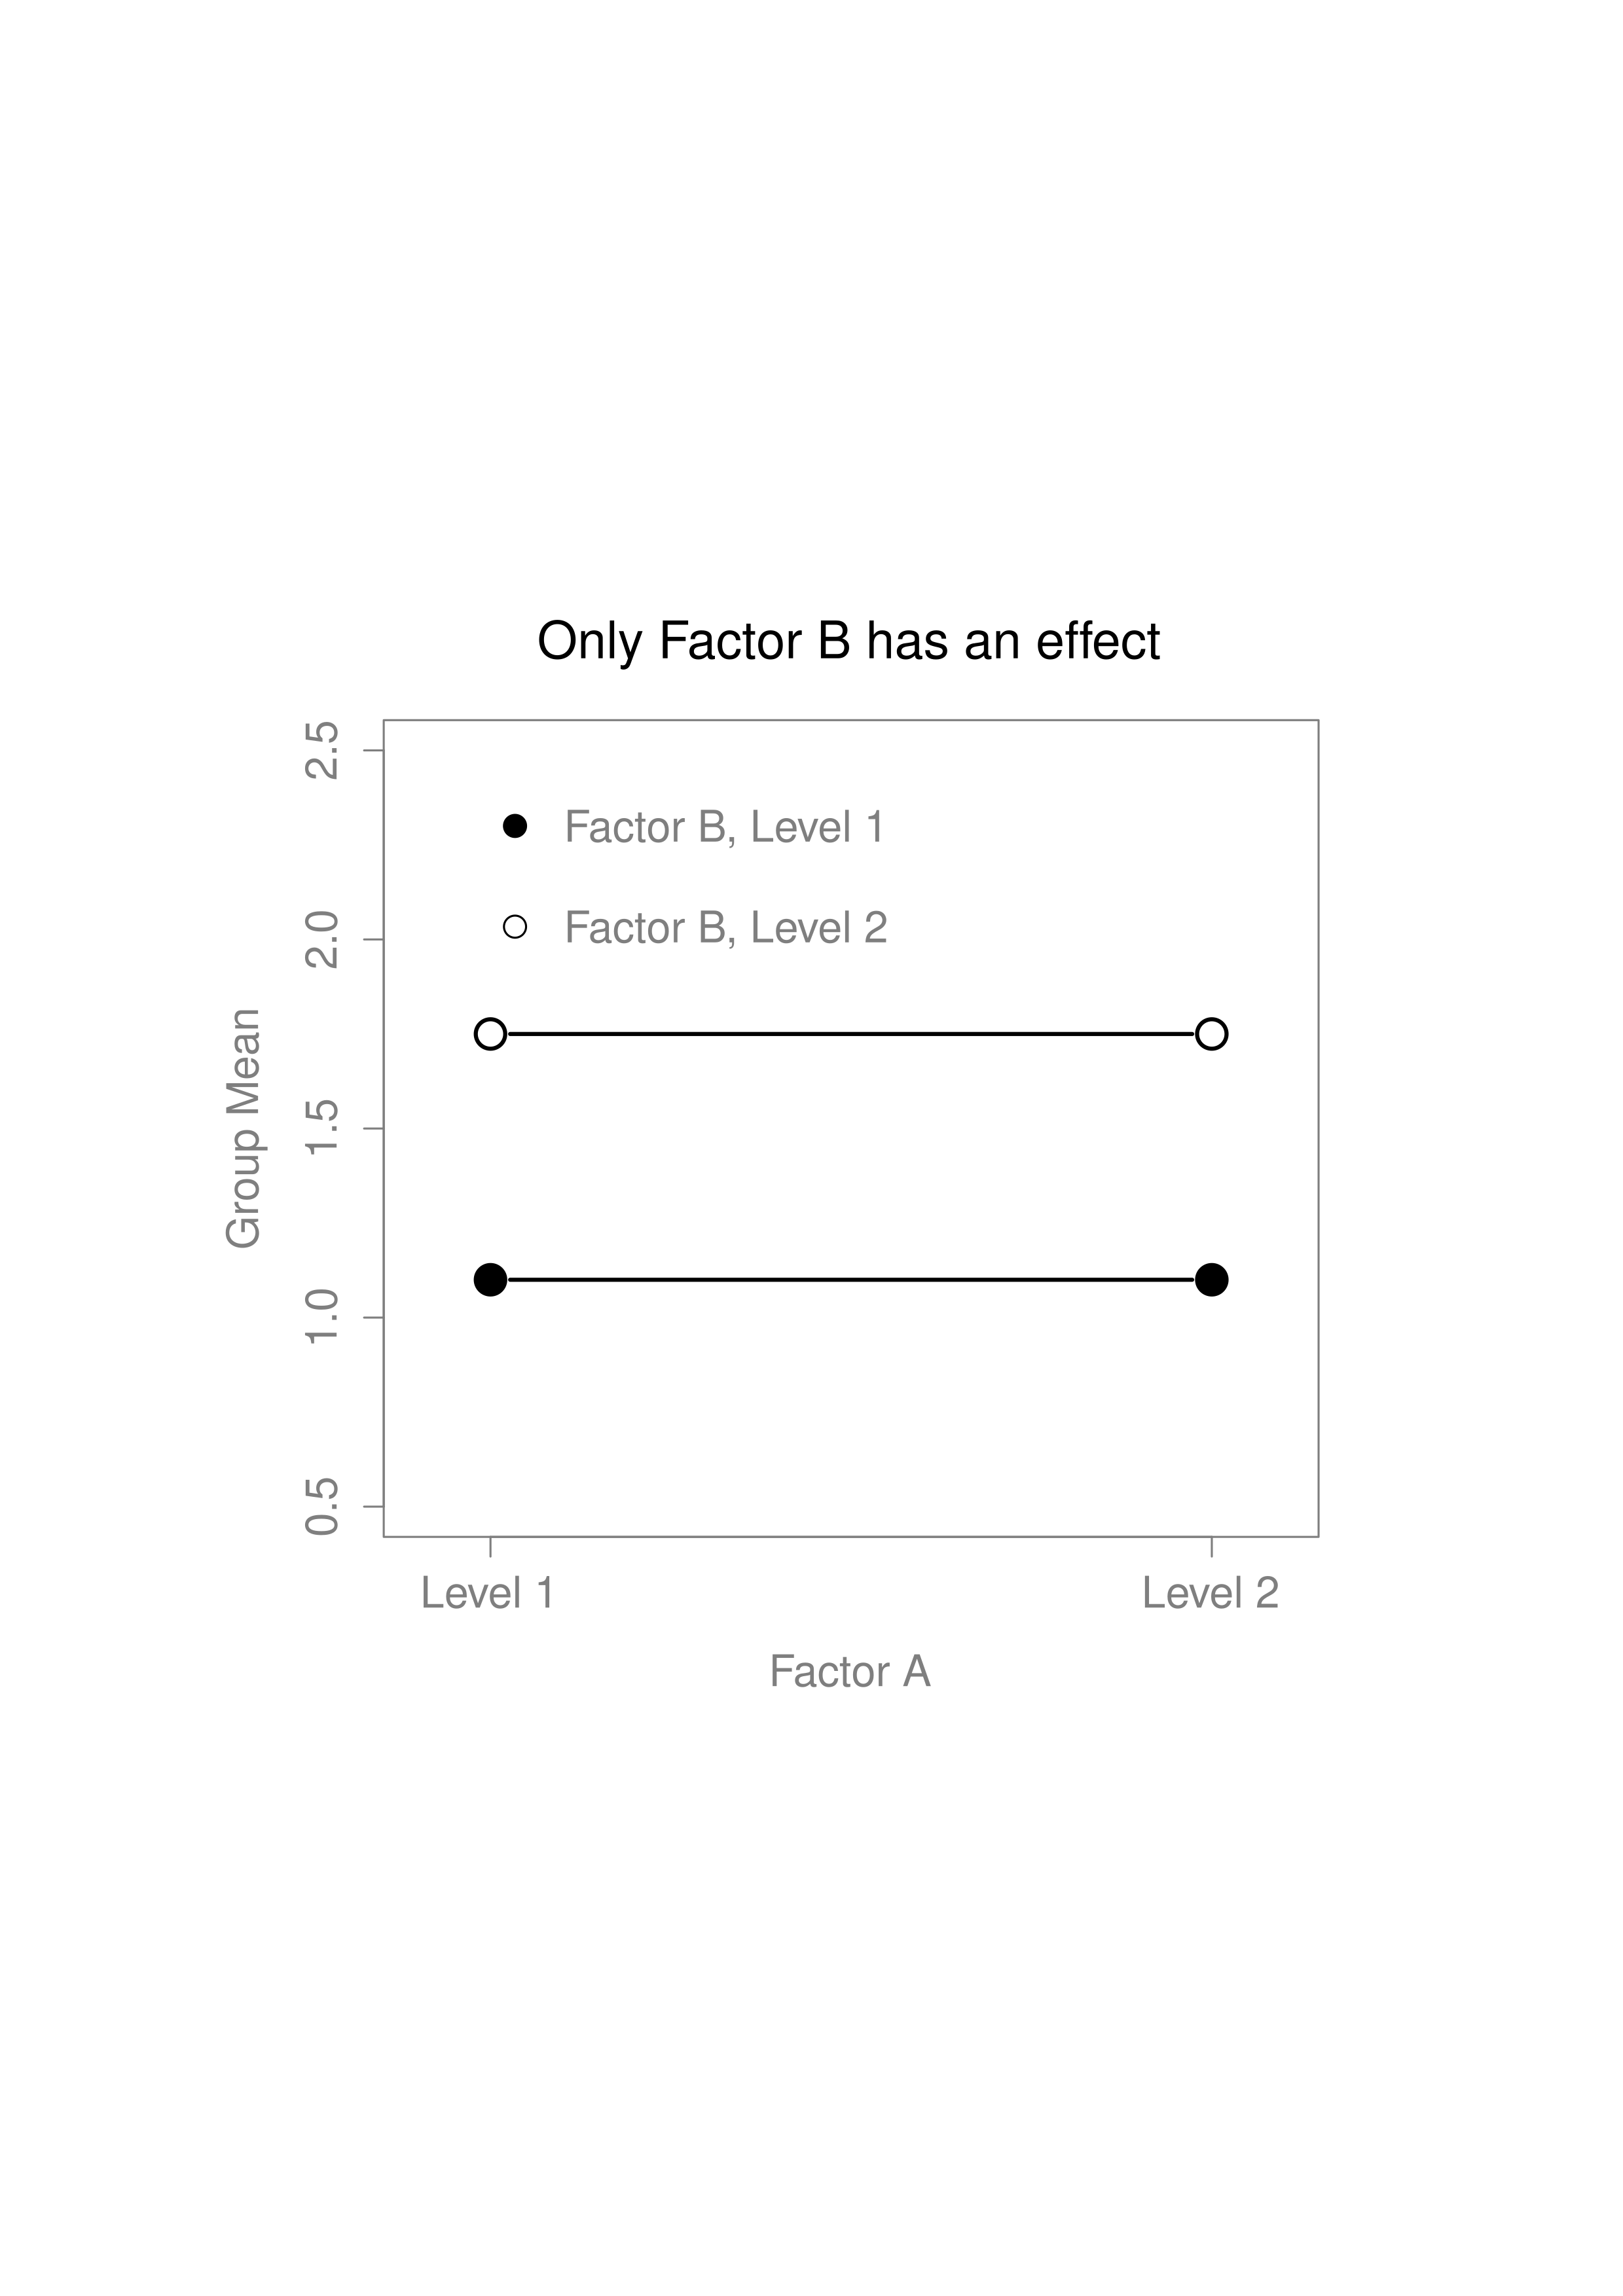 Only Factor B has an effect
2.5
Factor B, Level 1
Factor B, Level 2
2.0
Group Mean
1.5
1.0
0.5
Level 1
Level 2
Factor A